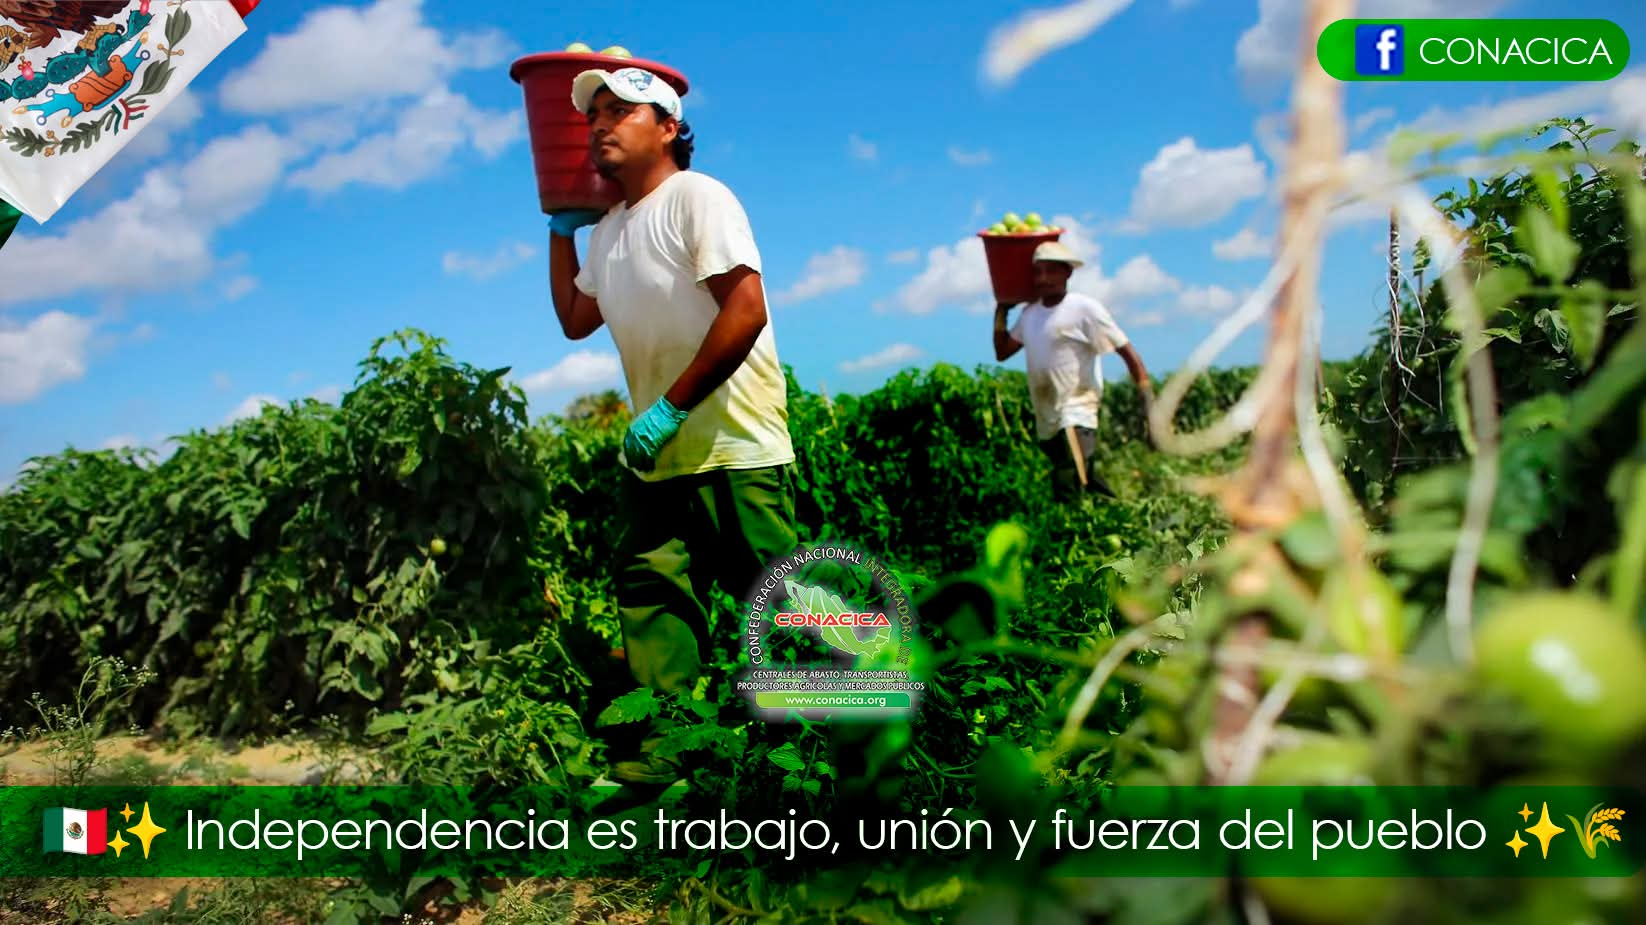 f CONACICA
CONFEDERACIÓN NACIONAL INTEGRADORA DE
CONACICA
CENTRALES DE ABASTO TRANSPORTISTAS
PRODUCTORES AGRICOLAS Y MERCADOS PUBLICOS
www.conacica.org
🇲🇽✨ Independencia es trabajo, unión y fuerza del pueblo ✨🌾